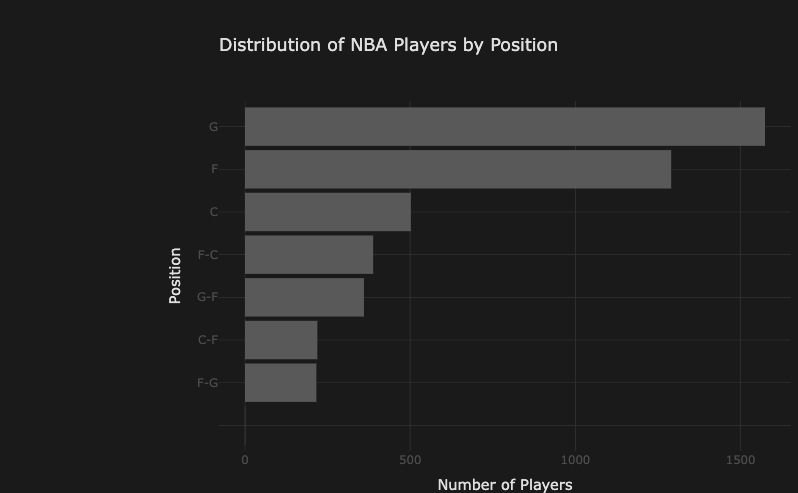 Distribution of NBA Players by Position
G
F
C
F-C
G-F
C-F
F-G
Position
0 500 1000 1500
Number of Players